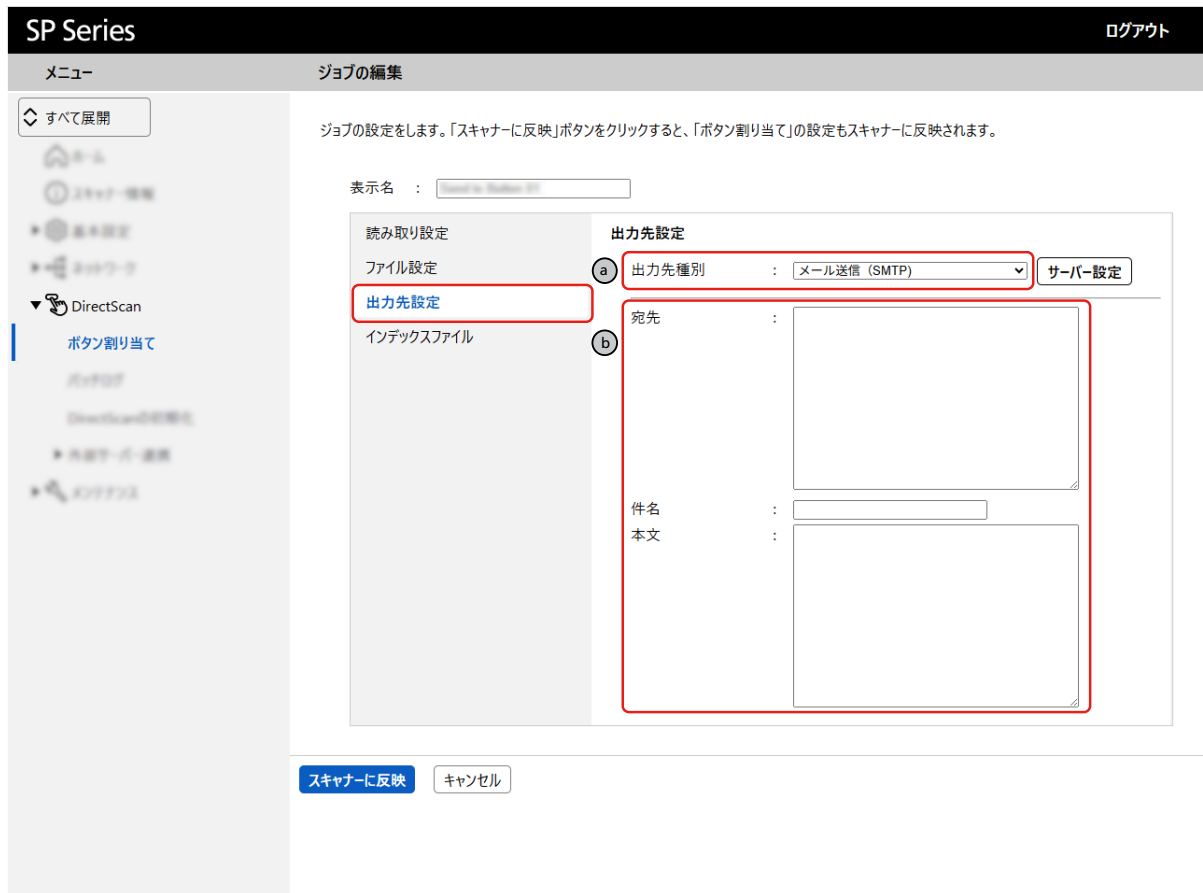 SP Series
ログアウト
メニュー
ジョブの編集
すべて展開
DirectScan
ボタン割り当て
ジョブの設定をします。「スキャナーに反映」ボタンをクリックすると、「ボタン割り当て」の設定もスキャナーに反映されます。
表示名 :
読み取り設定
ファイル設定
出力先設定
インデックスファイル
出力先設定
a 出力先種別 : メール送信（SMTP） サーバー設定
b 宛先 :
件名 :
本文 :
スキャナーに反映 キャンセル